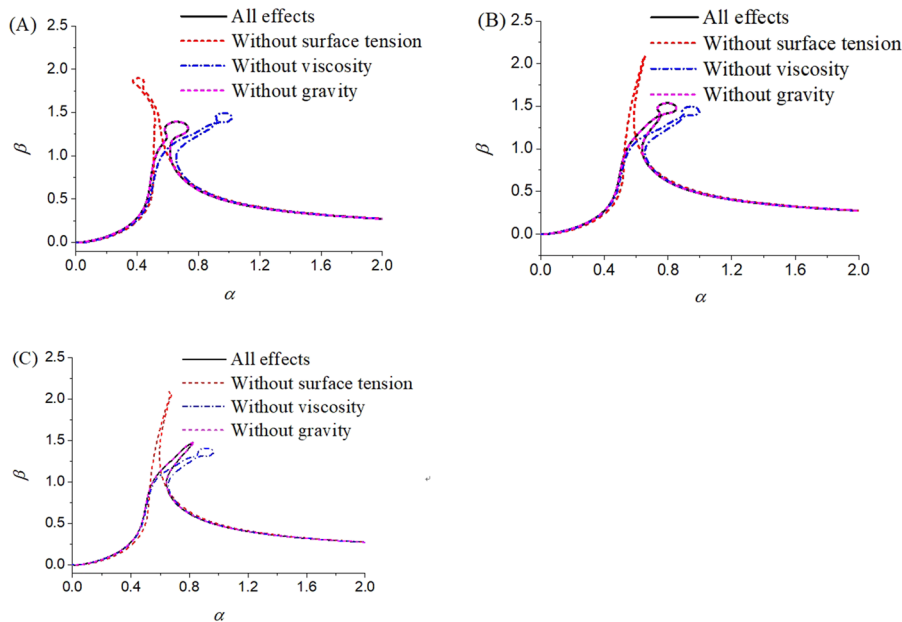 (A)
All effects
Without surface tension
Without viscosity
Without gravity
2.5
2.0
1.5
1.0
0.5
0.0
β
0.0 0.4 0.8 1.2 1.6 2.0
α
(B)
All effects
Without surface tension
Without viscosity
Without gravity
2.5
2.0
1.5
1.0
0.5
0.0
β
0.0 0.4 0.8 1.2 1.6 2.0
α
(C)
All effects
Without surface tension
Without viscosity
Without gravity
2.5
2.0
1.5
1.0
0.5
0.0
β
0.0 0.4 0.8 1.2 1.6 2.0
α